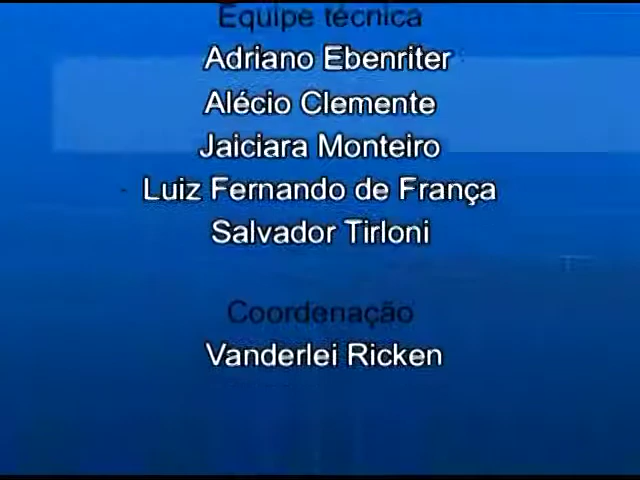 Equipe técnica
Adriano Ebenriter
Alécio Clemente
Jaiciara Monteiro
Luiz Fernando de França
Salvador Tirloni
Coordenação
Vanderlei Ricken